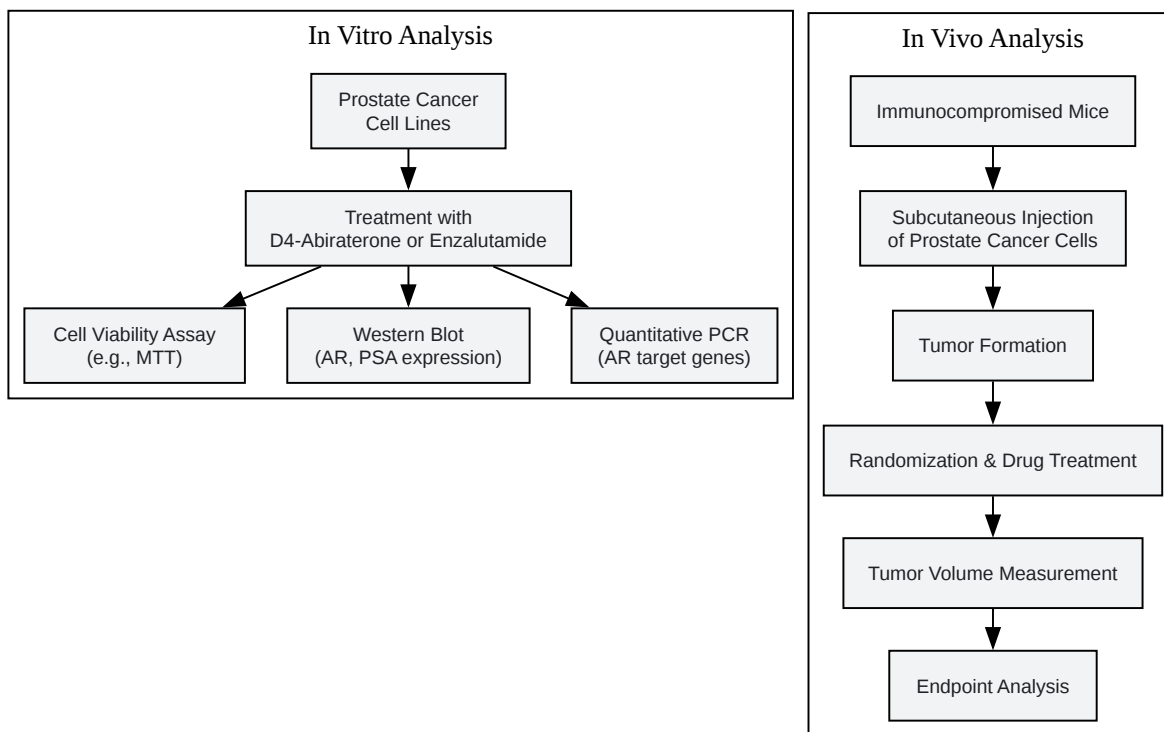 In Vitro Analysis
Prostate Cancer
Cell Lines
Treatment with
D4-Abiraterone or Enzalutamide
Cell Viability Assay
(e.g., MTT)
Western Blot
(AR, PSA expression)
Quantitative PCR
(AR target genes)
In Vivo Analysis
Immunocompromised Mice
Subcutaneous Injection
of Prostate Cancer Cells
Tumor Formation
Randomization & Drug Treatment
Tumor Volume Measurement
Endpoint Analysis